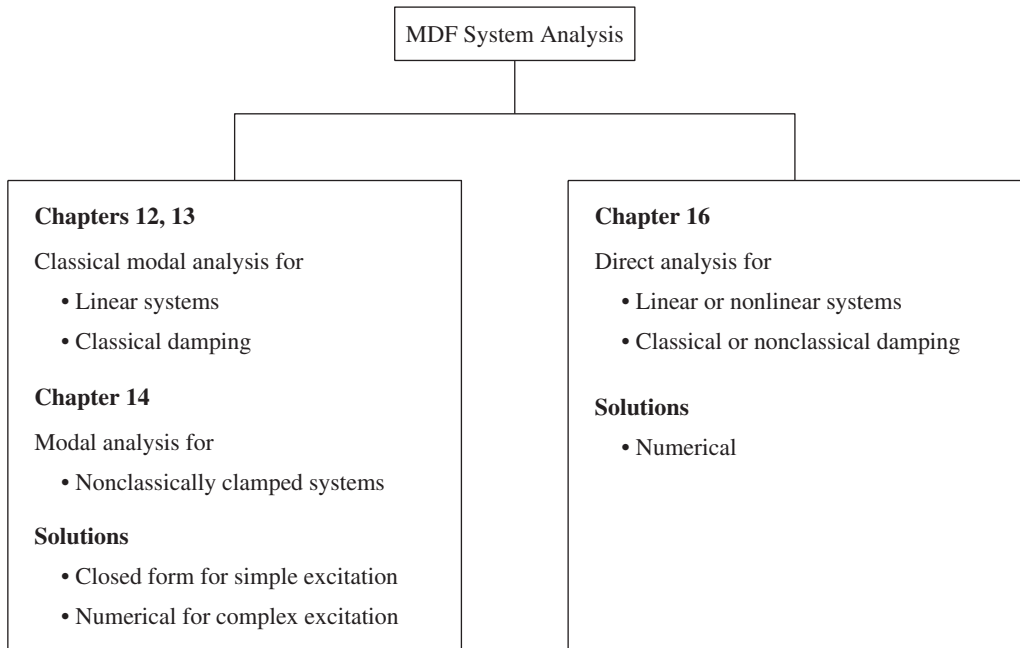 MDF System Analysis
Chapters 12, 13
Classical modal analysis for
• Linear systems
• Classical damping
Chapter 14
Modal analysis for
• Nonclassically clamped systems
Solutions
• Closed form for simple excitation
• Numerical for complex excitation
Chapter 16
Direct analysis for
• Linear or nonlinear systems
• Classical or nonclassical damping
Solutions
• Numerical